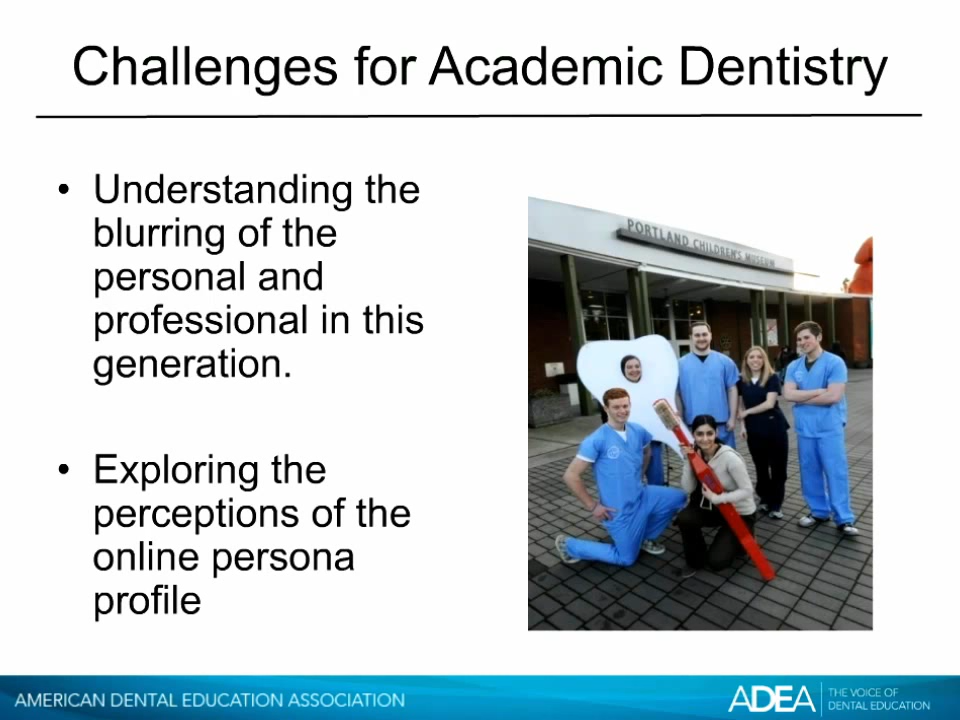 Challenges for Academic Dentistry
• Understanding the
blurring of the
personal and
professional in this
generation.
• Exploring the
perceptions of the
online persona
profile
PORTLAND CHILDREN'S MUSEUM
AMERICAN DENTAL EDUCATION ASSOCIATION
ADEA
THE VOICE OF
DENTAL EDUCATION